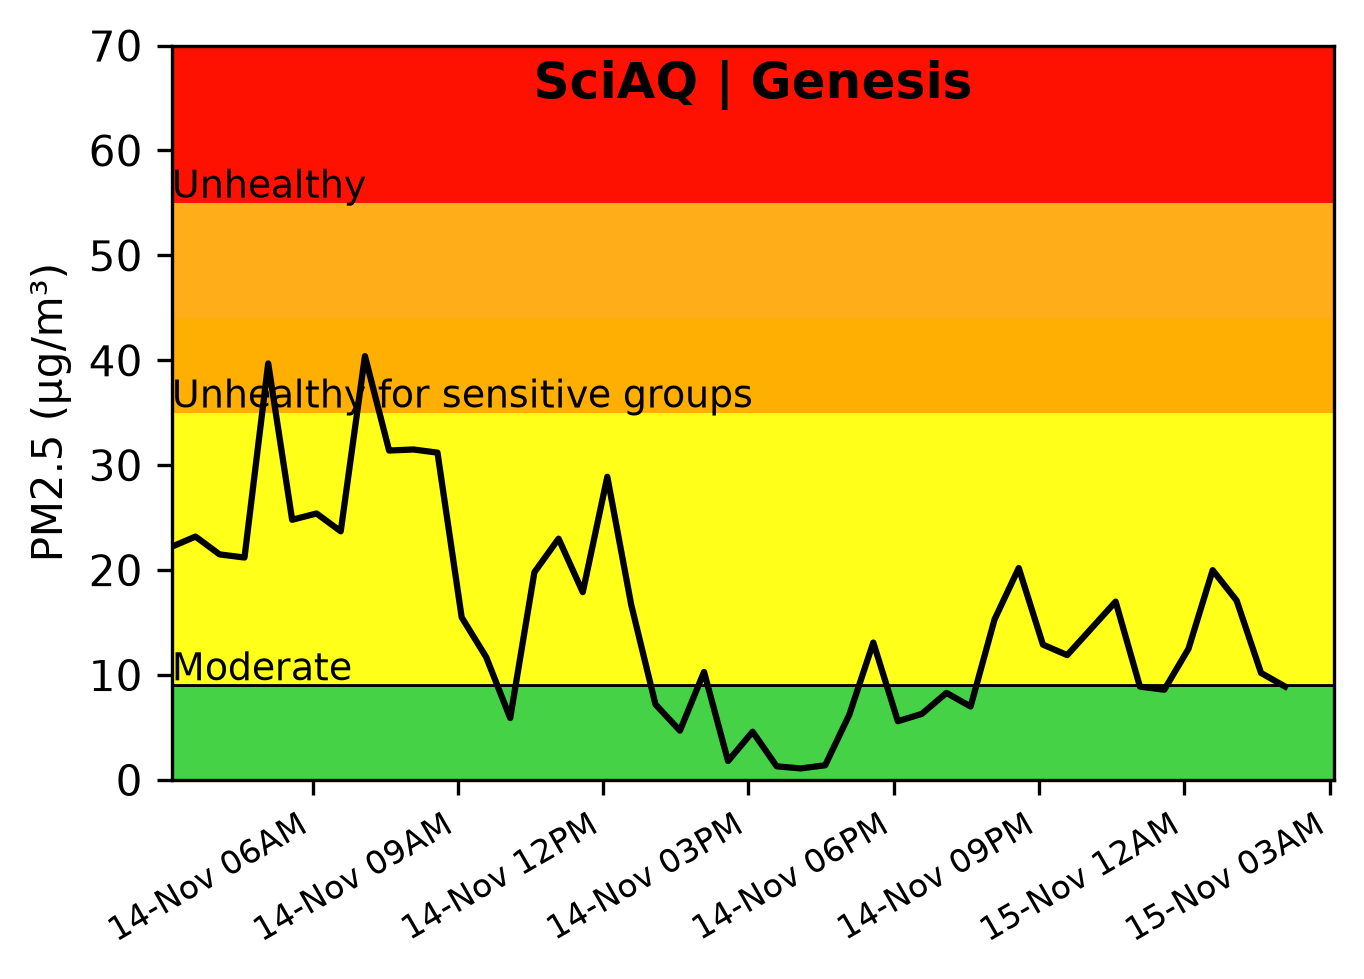 SciAQ | Genesis
PM2.5 (µg/m³)
70
60
50
40
30
20
10
0
Unhealthy
Unhealthy for sensitive groups
Moderate
14-Nov 06AM
14-Nov 09AM
14-Nov 12PM
14-Nov 03PM
14-Nov 06PM
14-Nov 09PM
15-Nov 12AM
15-Nov 03AM